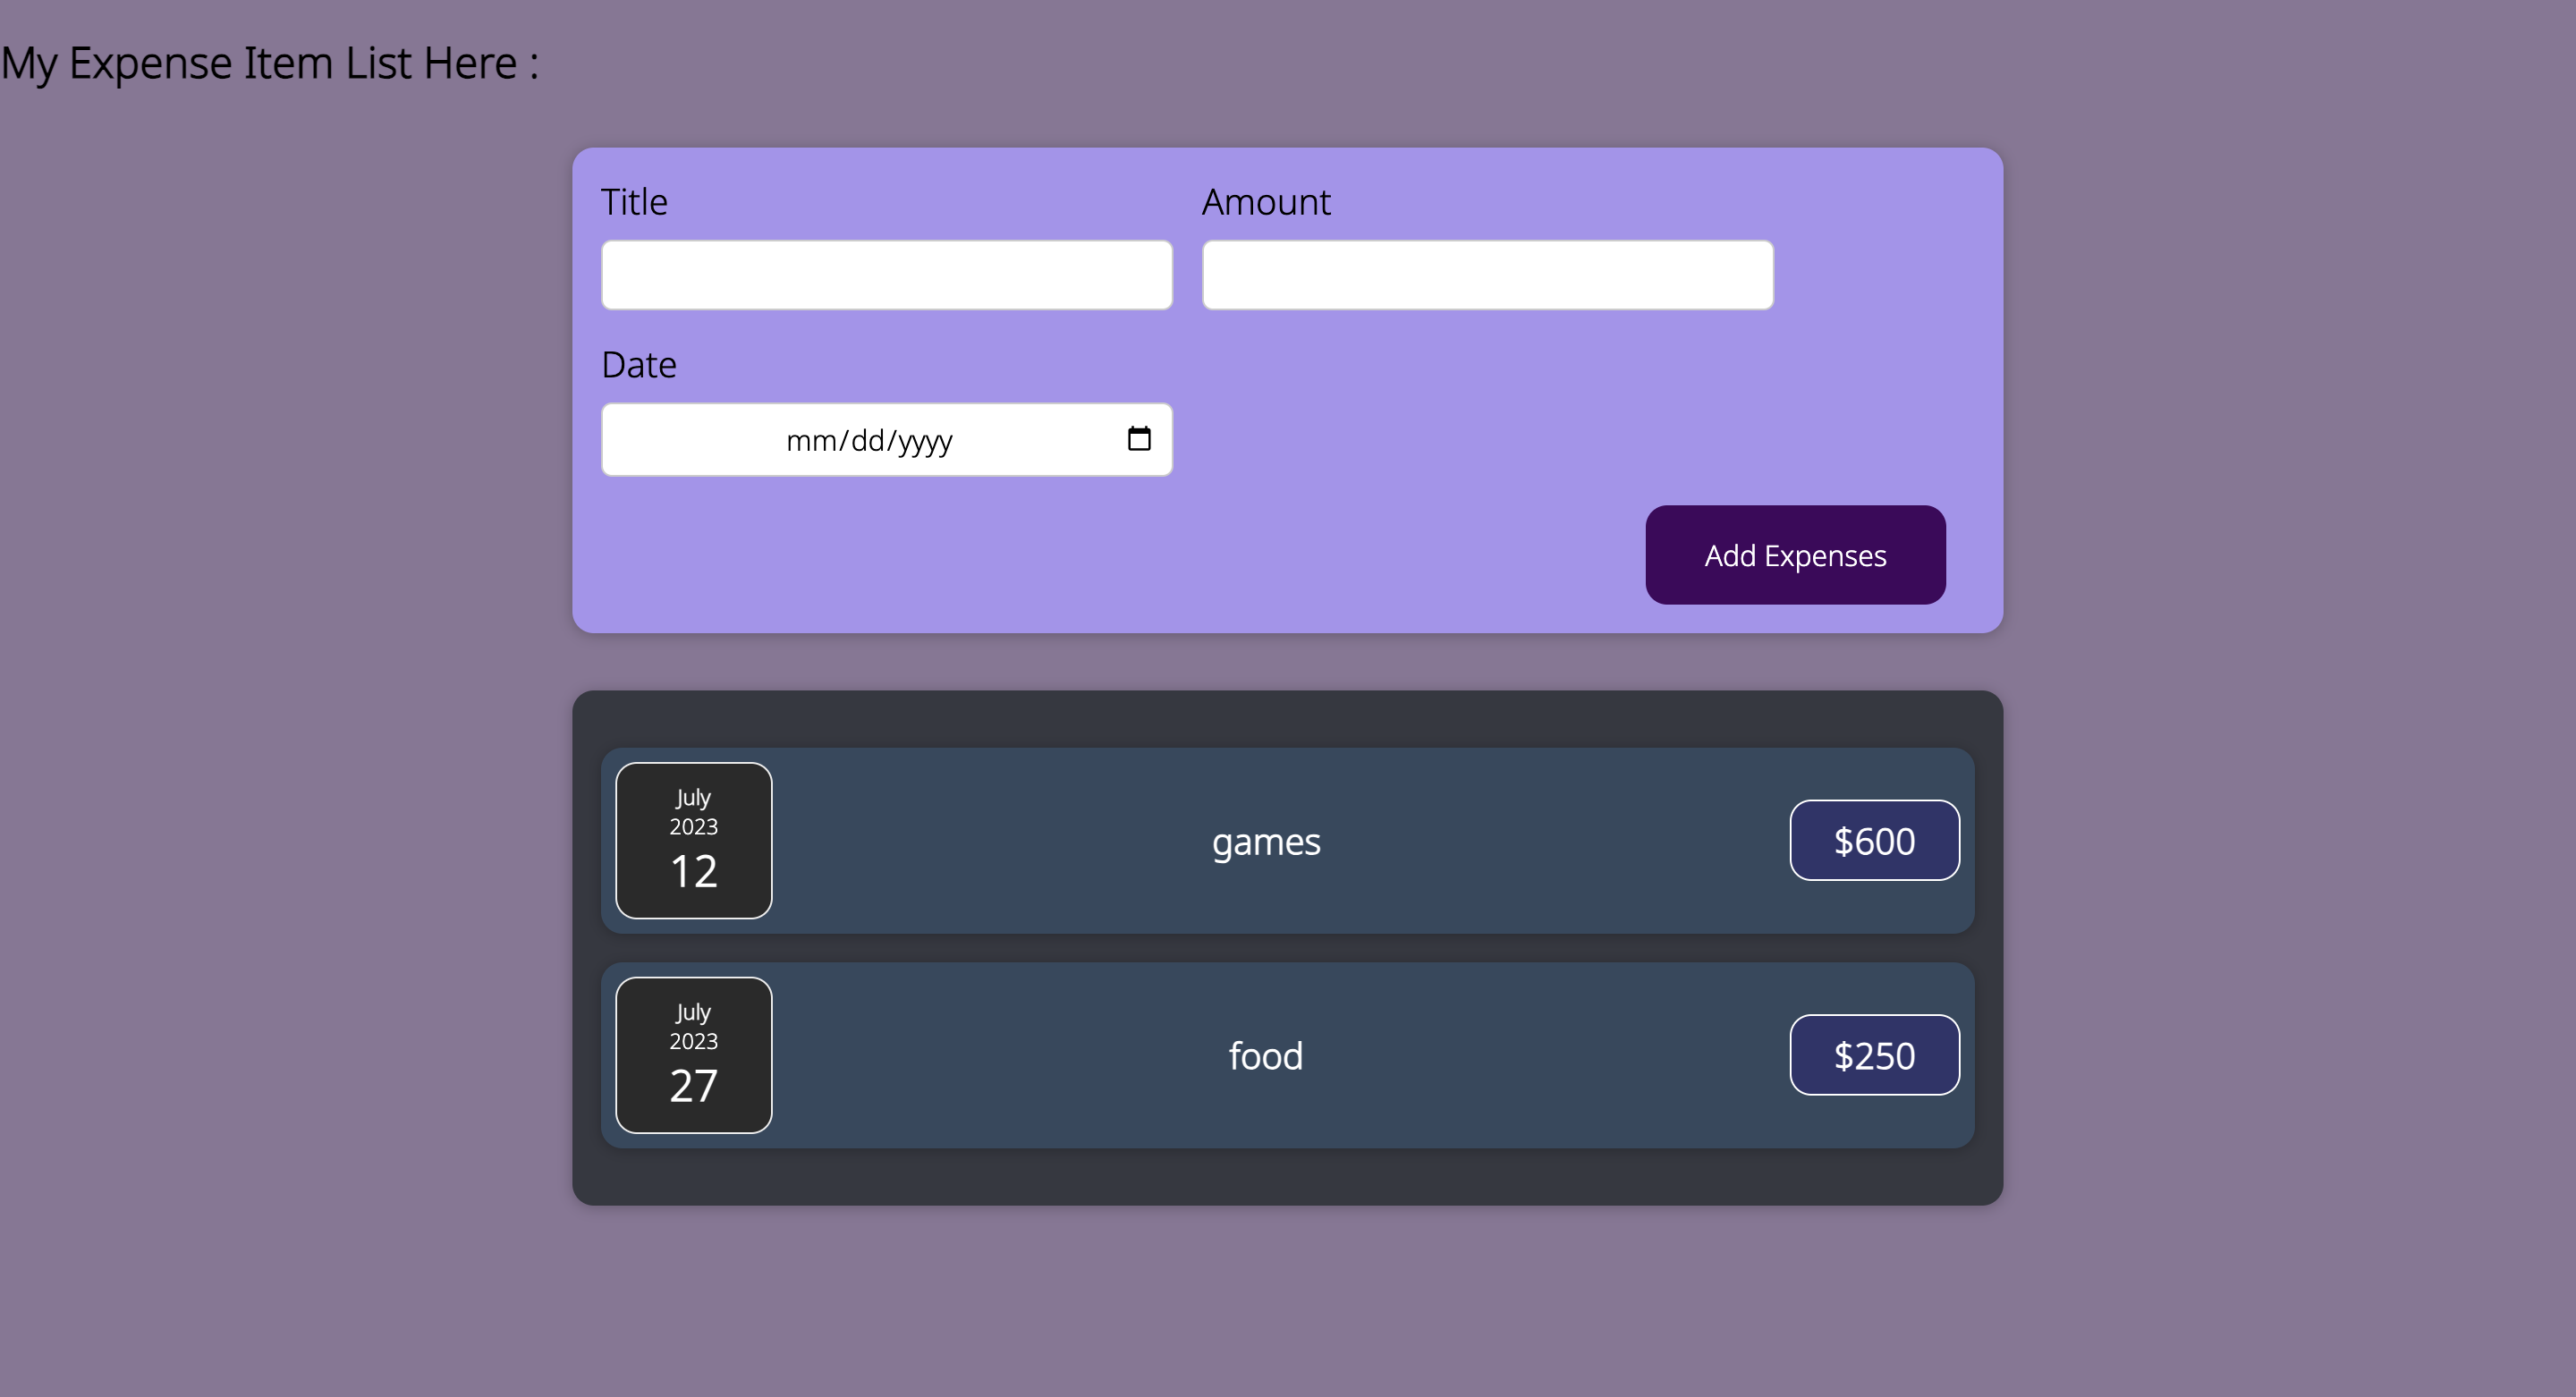 My Expense Item List Here :
Title
Amount
Date
mm/dd/yyyy
Add Expenses
July
2023
12
games
$600
July
2023
27
food
$250